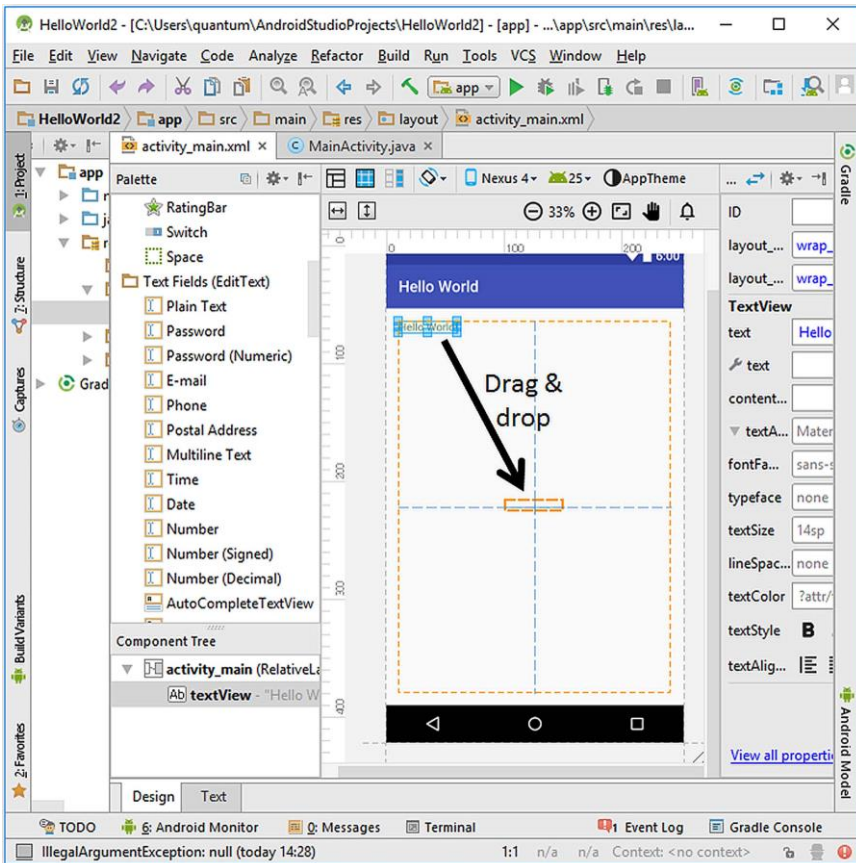 HelloWorld2 - [C:\Users\quantum\AndroidStudioProjects\HelloWorld2] - [app] - ...\app\src\main\res\la...
File Edit View Navigate Code Analyze Refactor Build Run Tools VCS Window Help
app
HelloWorld2 app src main res layout activity_main.xml
activity_main.xml × MainActivity.java ×
1: Project
7: Structure
Captures
Build Variants
2: Favorites
app
Grad
Palette
RatingBar
Switch
Space
Text Fields (EditText)
Plain Text
Password
Password (Numeric)
E-mail
Phone
Postal Address
Multiline Text
Time
Date
Number
Number (Signed)
Number (Decimal)
AutoCompleteTextView
Component Tree
activity_main (RelativeLa
Ab textView - "Hello W
Nexus 4 25 AppTheme
33%
0 100 200
0
100
200
300
400
6:00
Hello World
Hello World
Drag &
drop
ID
layout_... wrap_
layout_... wrap_
TextView
text Hello
text
content...
textA... Mater
fontFa... sans-s
typeface none
textSize 14sp
lineSpac... none
textColor ?attr/
textStyle B
textAlig...
View all properti
Gradle
Android Model
Design Text
TODO 6: Android Monitor 0: Messages Terminal 1 Event Log Gradle Console
IllegalArgumentException: null (today 14:28) 1:1 n/a n/a Context: <no context>